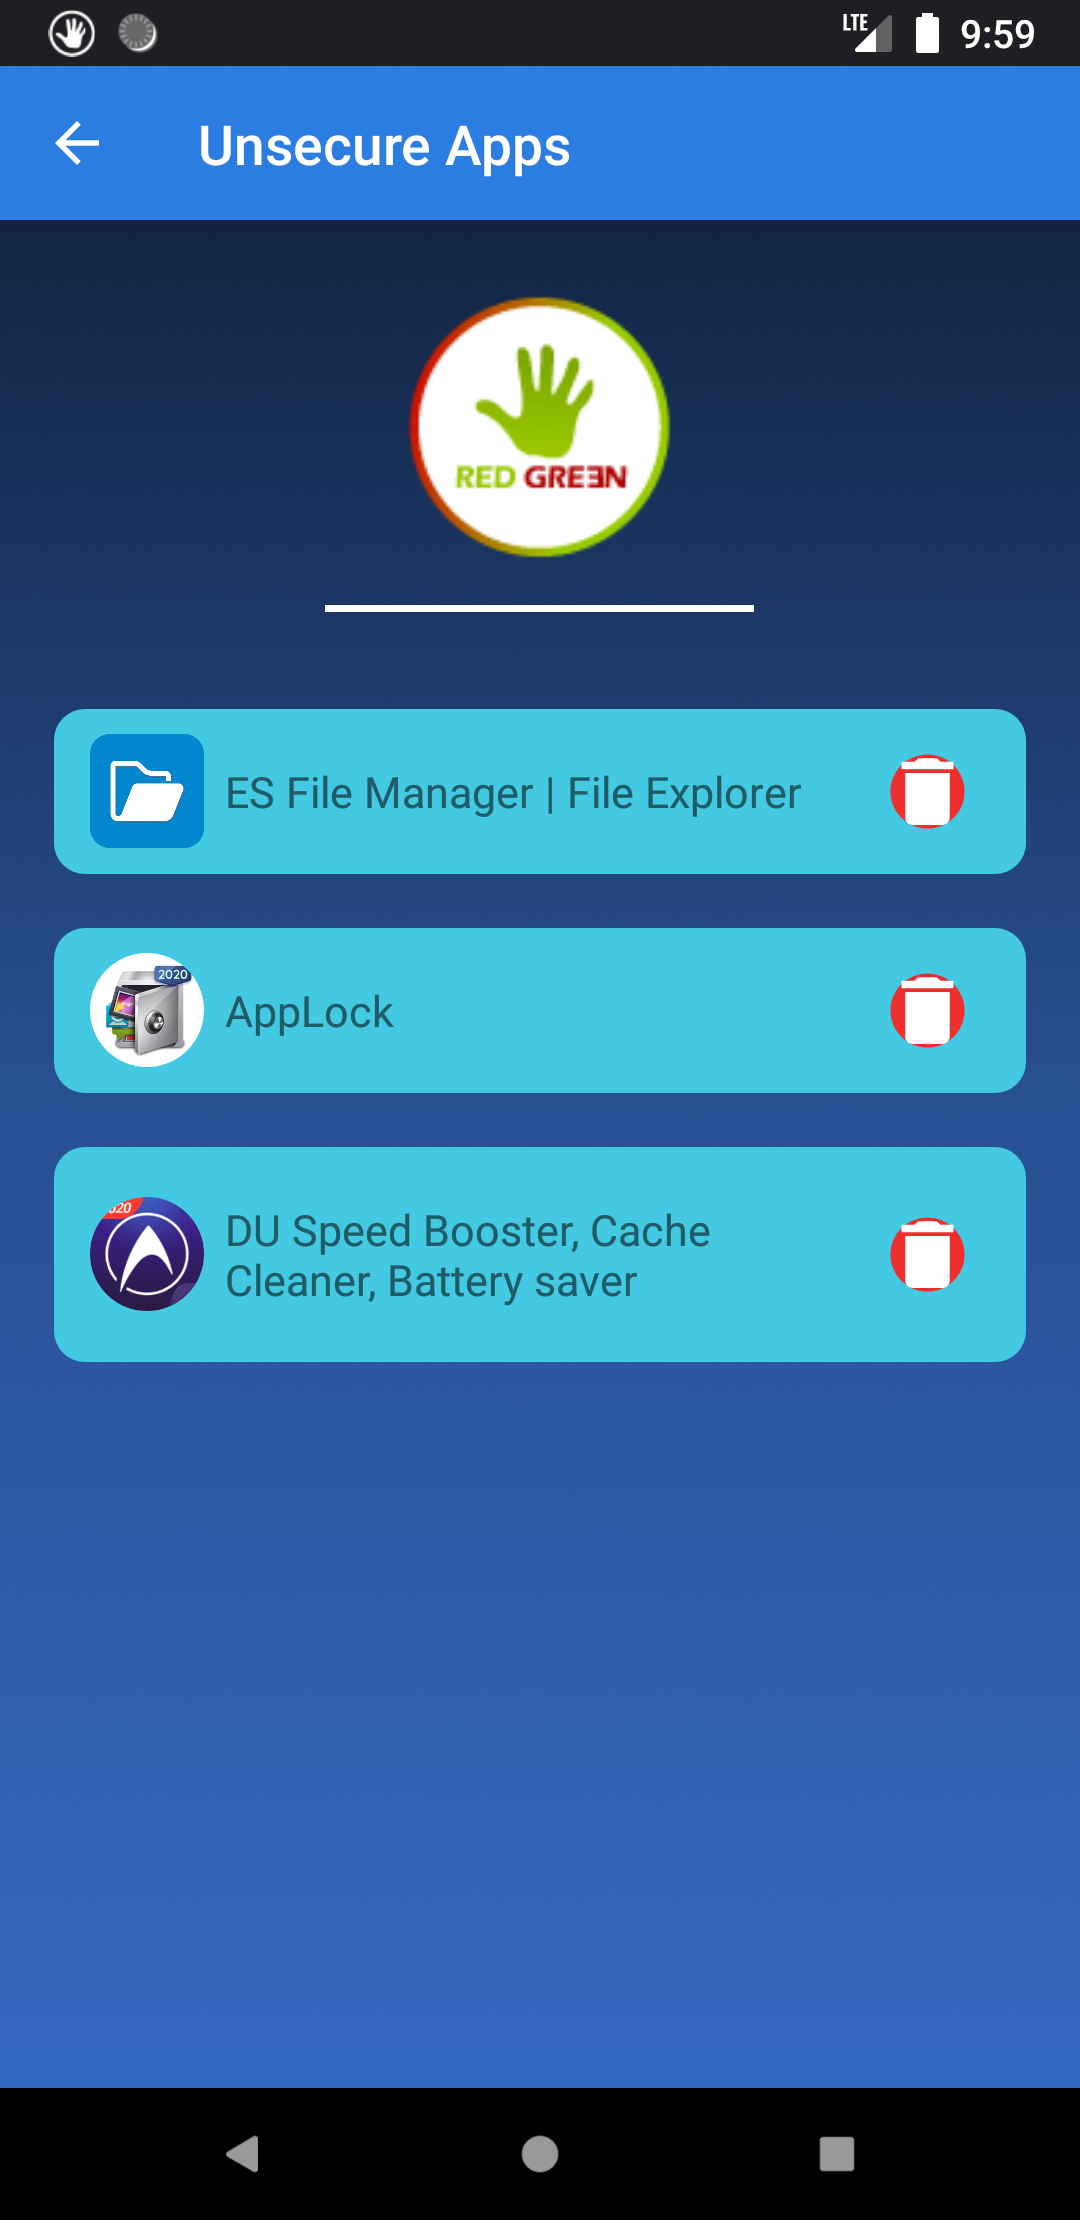 LTE 9:59
Unsecure Apps
RED GREEN
ES File Manager | File Explorer
2020
AppLock
DU Speed Booster, Cache
Cleaner, Battery saver